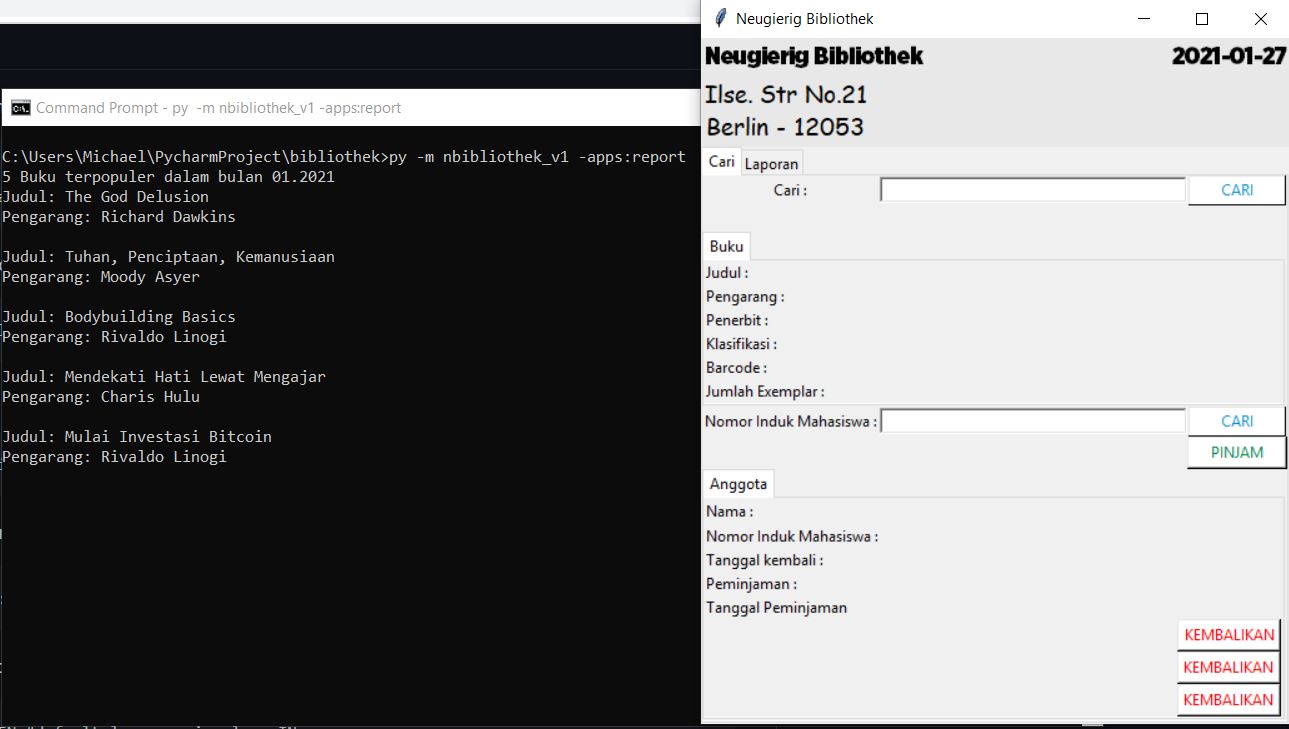 Command Prompt - py -m nbibliothek_v1 -apps:report
C:\Users\Michael\PycharmProject\bibliothek>py -m nbibliothek_v1 -apps:report
5 Buku terpopuler dalam bulan 01.2021
Judul: The God Delusion
Pengarang: Richard Dawkins
Judul: Tuhan, Penciptaan, Kemanusiaan
Pengarang: Moody Asyer
Judul: Bodybuilding Basics
Pengarang: Rivaldo Linogi
Judul: Mendekati Hati Lewat Mengajar
Pengarang: Charis Hulu
Judul: Mulai Investasi Bitcoin
Pengarang: Rivaldo Linogi
Neugierig Bibliothek
Neugierig Bibliothek 2021-01-27
Ilse. Str No.21
Berlin - 12053
Cari Laporan
Cari : CARI
Buku
Judul :
Pengarang :
Penerbit :
Klasifikasi :
Barcode :
Jumlah Exemplar :
Nomor Induk Mahasiswa : CARI
PINJAM
Anggota
Nama :
Nomor Induk Mahasiswa :
Tanggal kembali :
Peminjaman :
Tanggal Peminjaman
KEMBALIKAN
KEMBALIKAN
KEMBALIKAN